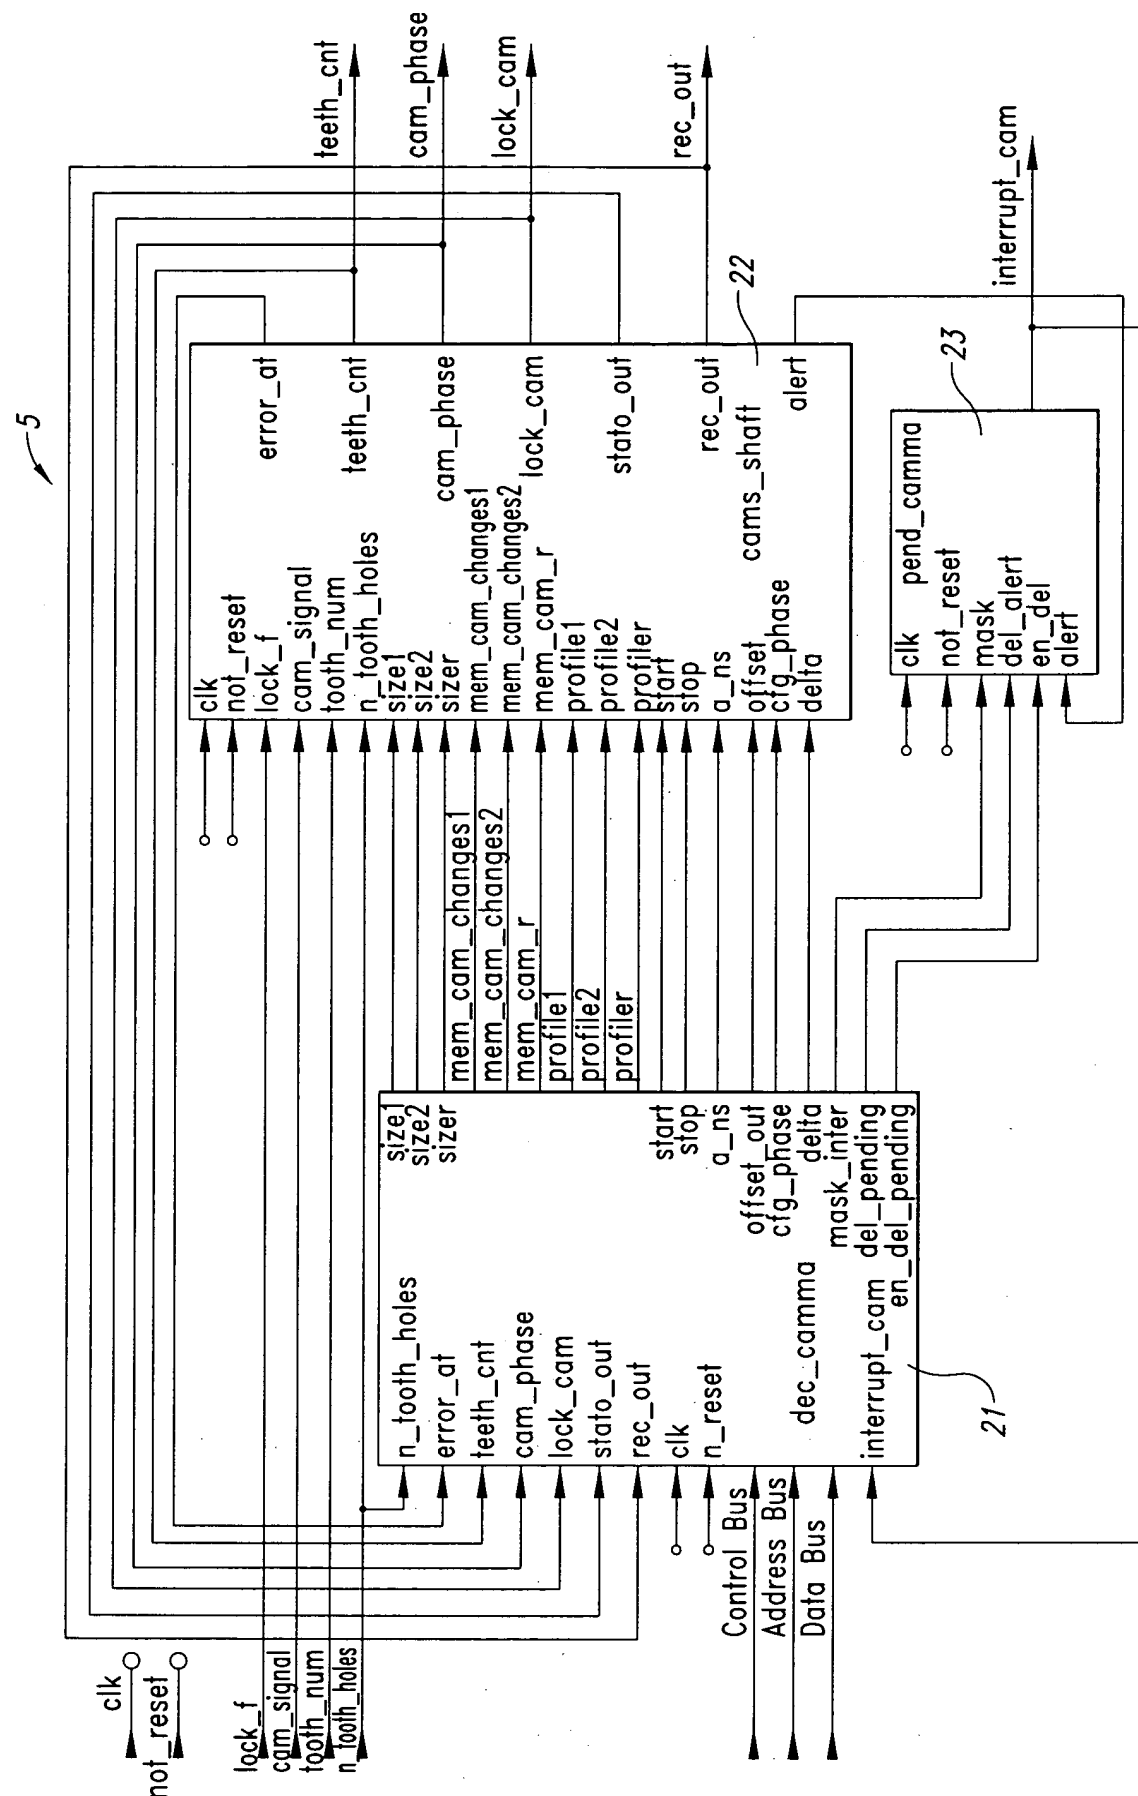 5
clk
not_reset
lock_f
cam_signal
tooth_num
n_tooth_holes
Control Bus
Address Bus
Data Bus
n_tooth_holes
error_at
teeth_cnt
cam_phase
lock_cam
stato_out
rec_out
clk
n_reset
dec_camma
interrupt_cam
21
size1
size2
sizer
start
stop
a_ns
offset_out
cfg_phase
delta
mask_inter
del_pending
en_del_pending
mem_cam_changes1
mem_cam_changes2
mem_cam_r
profile1
profile2
profiler
clk
not_reset
lock_f
cam_signal
tooth_num
n_tooth_holes
size1
size2
sizer
mem_cam_changes1
mem_cam_changes2
mem_cam_r
profile1
profile2
profiler
start
stop
a_ns
offset
cfg_phase
delta
cams_shaft
22
error_at
teeth_cnt
cam_phase
lock_cam
stato_out
rec_out
alert
clk
not_reset
mask
del_alert
en_del
alert
pend_camma
23
teeth_cnt
cam_phase
lock_cam
rec_out
interrupt_cam